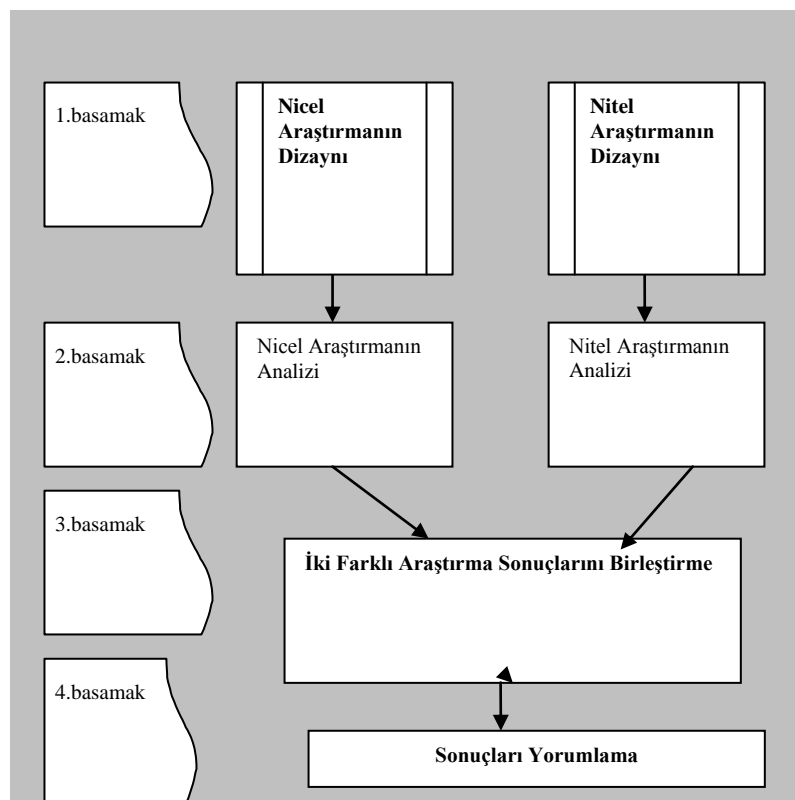 1.basamak
Nicel
Araştırmanın
Dizaynı
Nitel
Araştırmanın
Dizaynı
2.basamak
Nicel Araştırmanın
Analizi
Nitel Araştırmanın
Analizi
3.basamak
İki Farklı Araştırma Sonuçlarını Birleştirme
4.basamak
Sonuçları Yorumlama